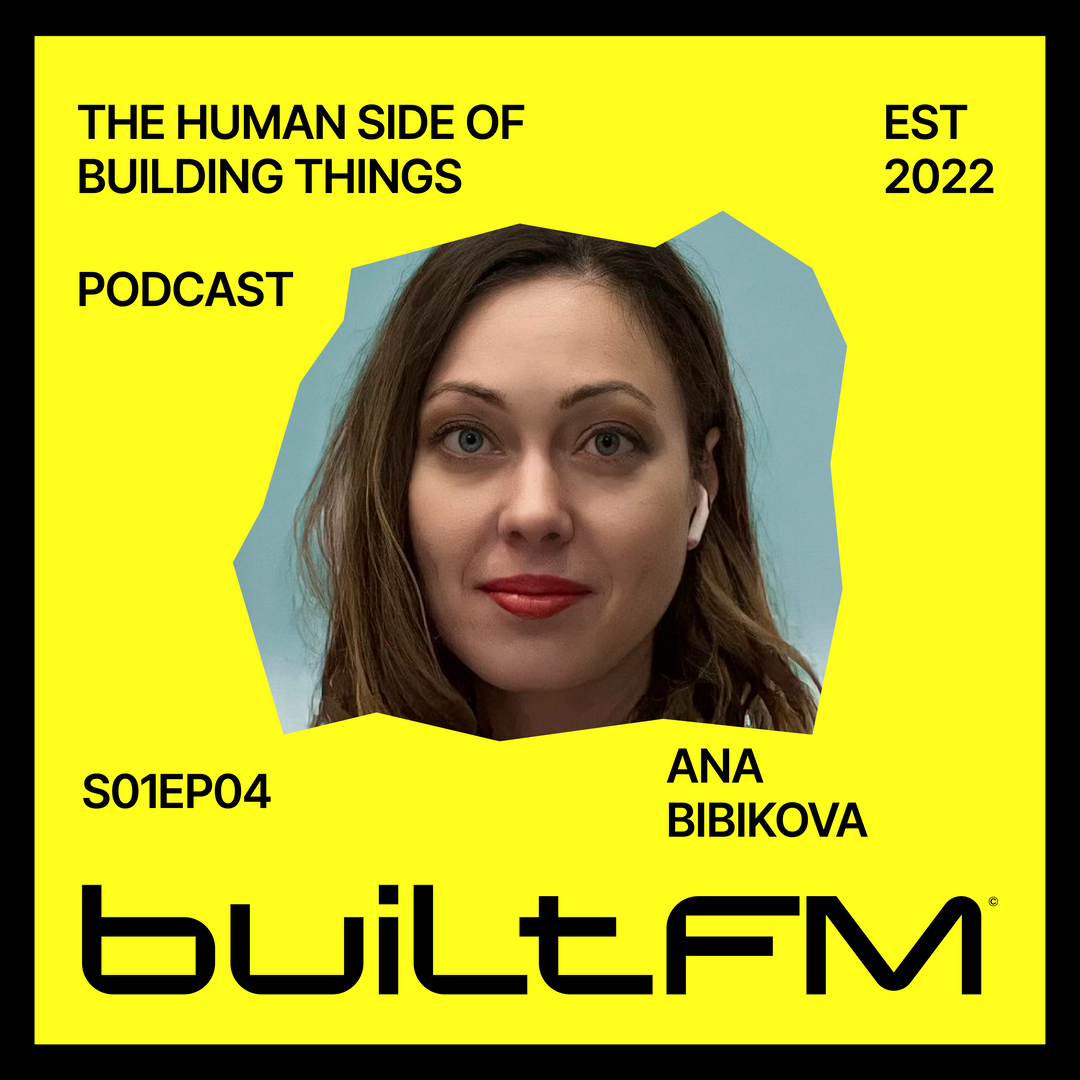 THE HUMAN SIDE OF
BUILDING THINGS
EST
2022
PODCAST
S01EP04
ANA
BIBIKOVA
builtFM©